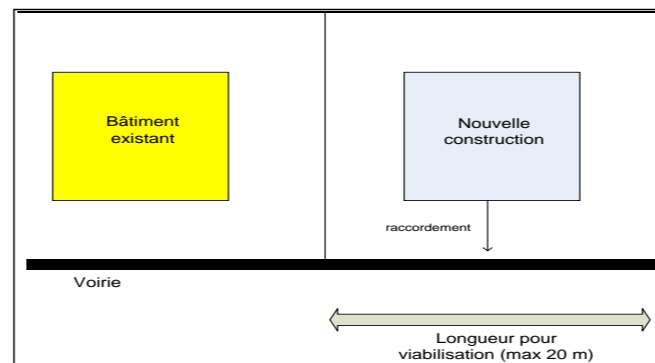 Bâtiment
existant
Nouvelle
construction
raccordement
Voirie
Longueur pour
viabilisation (max 20 m)